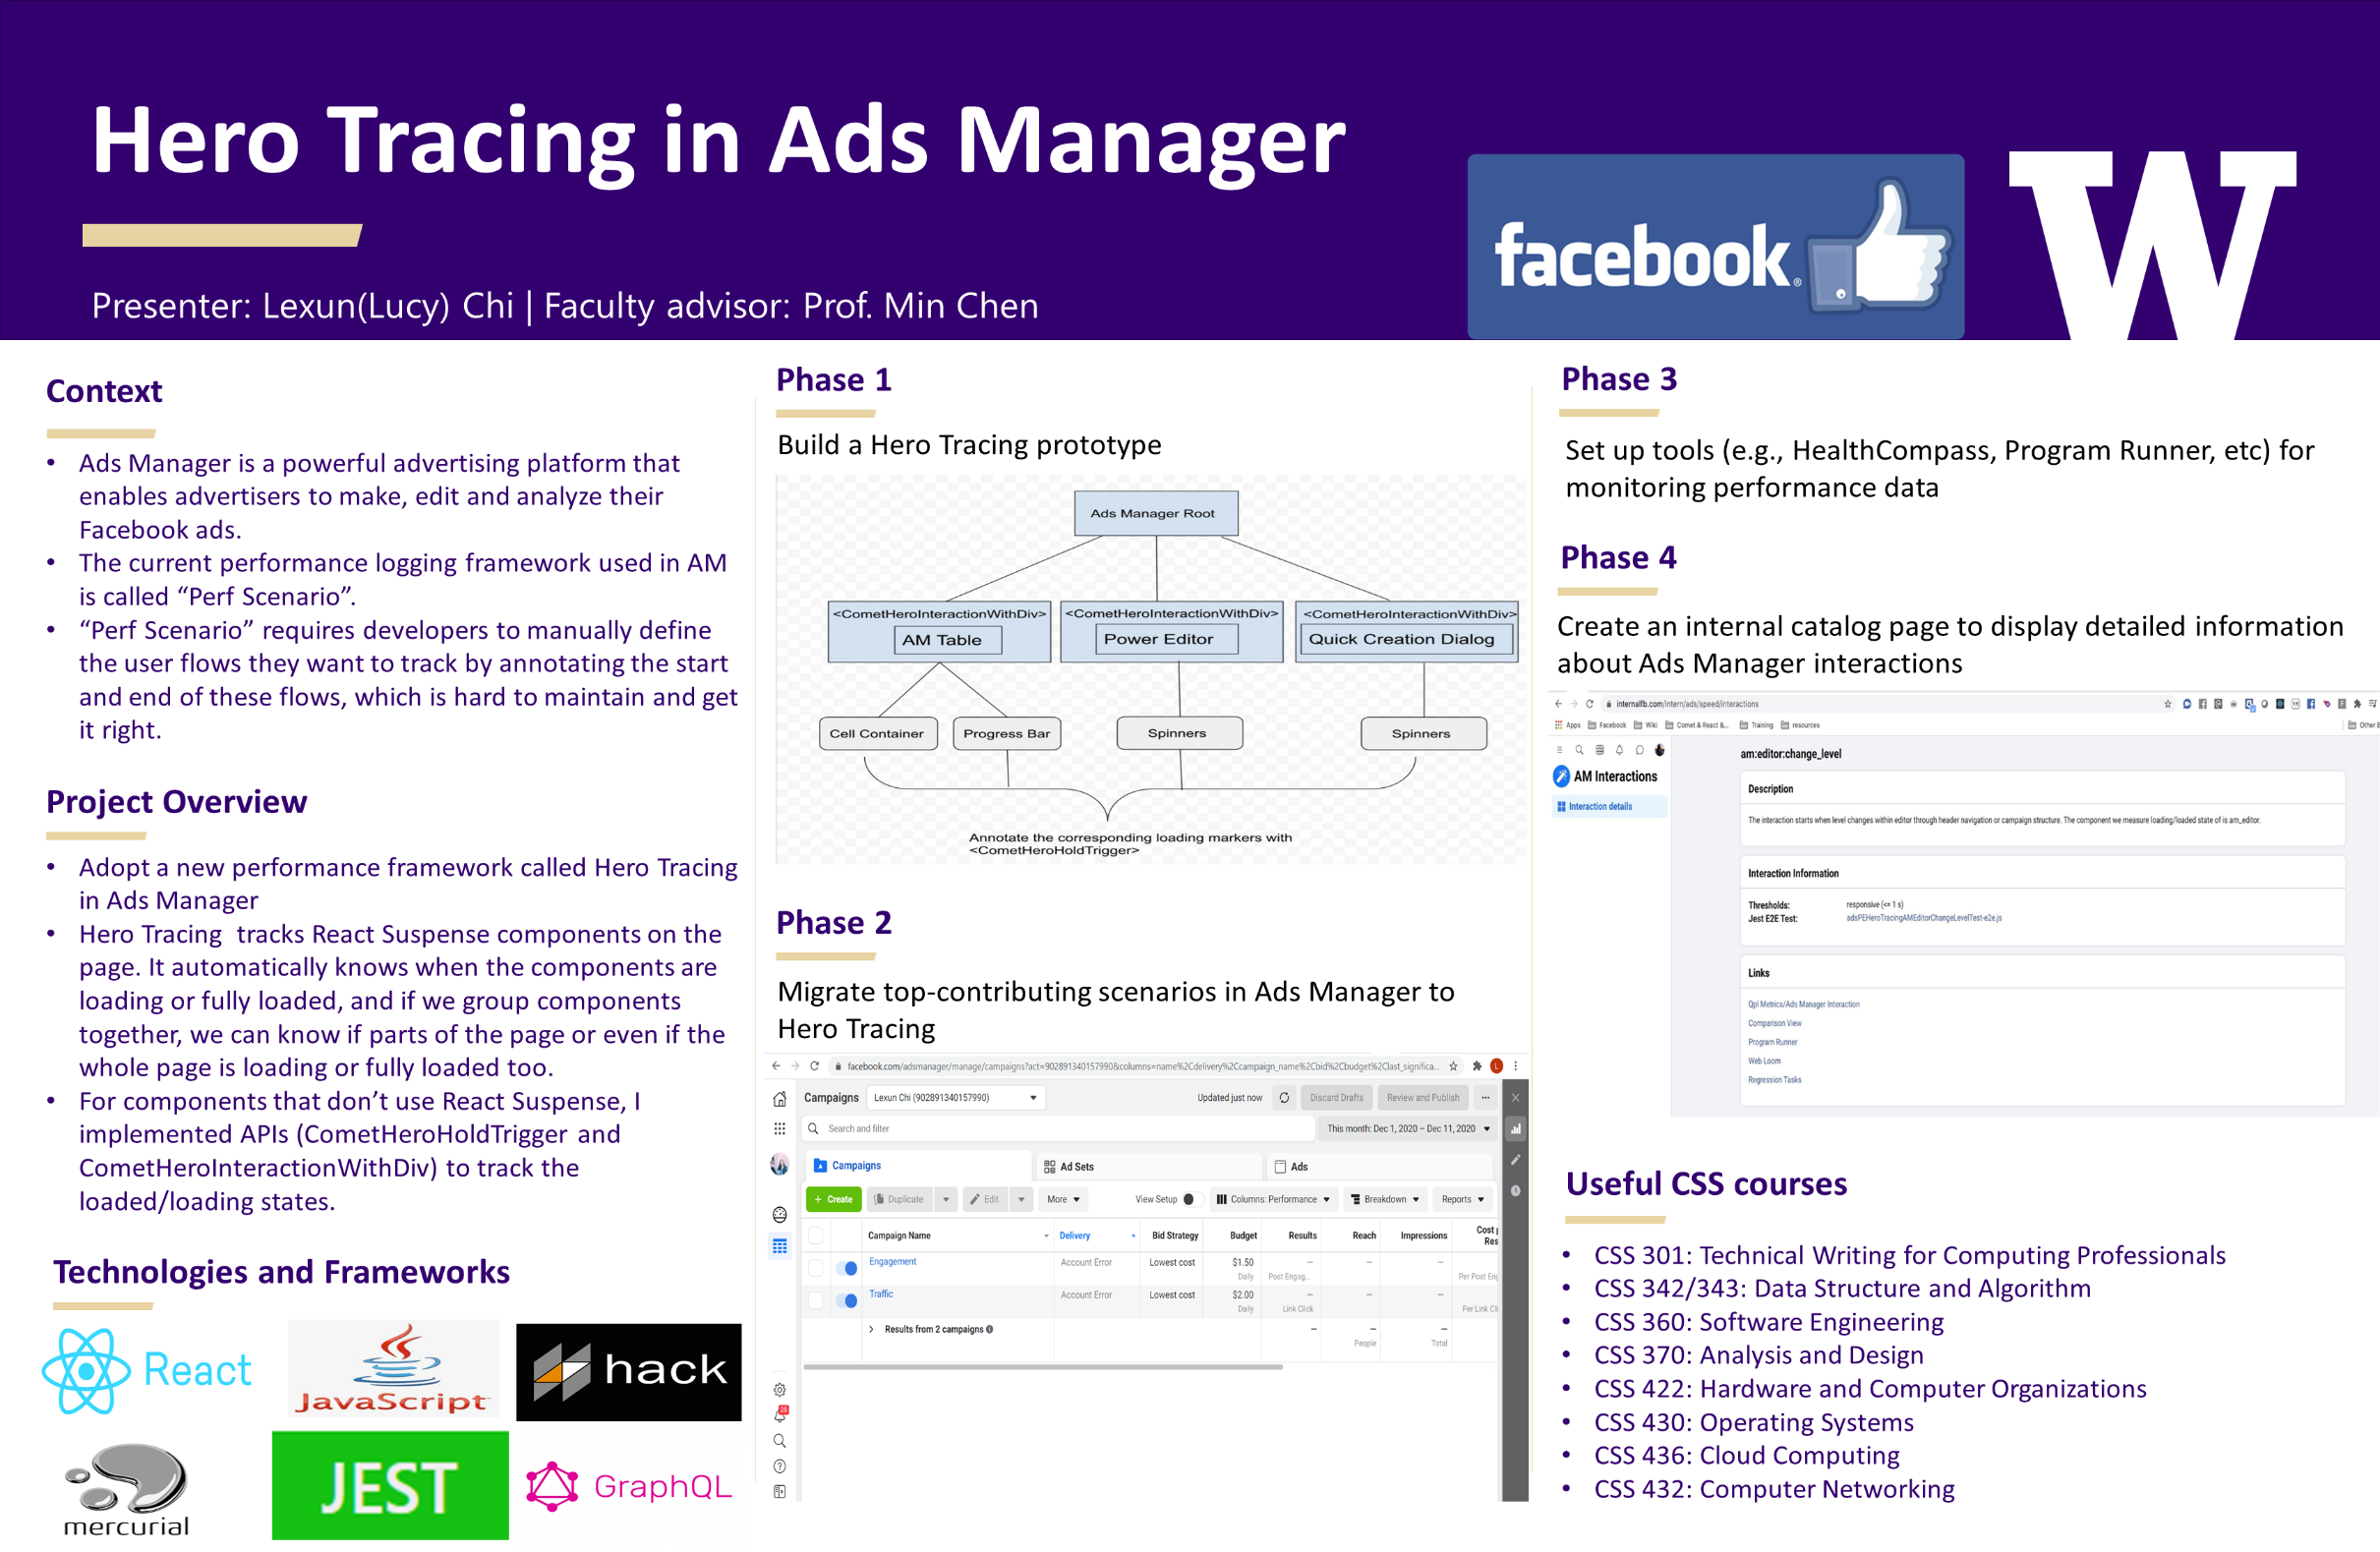 Hero Tracing in Ads Manager
Presenter: Lexun(Lucy) Chi | Faculty advisor: Prof. Min Chen
facebook®
W
Context
• Ads Manager is a powerful advertising platform that
enables advertisers to make, edit and analyze their
Facebook ads.
• The current performance logging framework used in AM
is called “Perf Scenario”.
• “Perf Scenario” requires developers to manually define
the user flows they want to track by annotating the start
and end of these flows, which is hard to maintain and get
it right.
Project Overview
• Adopt a new performance framework called Hero Tracing
in Ads Manager
• Hero Tracing  tracks React Suspense components on the
page. It automatically knows when the components are
loading or fully loaded, and if we group components
together, we can know if parts of the page or even if the
whole page is loading or fully loaded too.
• For components that don’t use React Suspense, I
implemented APIs (CometHeroHoldTrigger and
CometHeroInteractionWithDiv) to track the
loaded/loading states.
Technologies and Frameworks
React
JavaScript
hack
mercurial
JEST
GraphQL
Phase 1
Build a Hero Tracing prototype
Ads Manager Root
<CometHeroInteractionWithDiv> <CometHeroInteractionWithDiv> <CometHeroInteractionWithDiv>
AM Table Power Editor Quick Creation Dialog
Cell Container Progress Bar Spinners Spinners
Annotate the corresponding loading markers with
<CometHeroHoldTrigger>
Phase 2
Migrate top-contributing scenarios in Ads Manager to
Hero Tracing
facebook.com/adsmanager/manage/campaigns?act=902891340157990&columns=name%2Cdelivery%2Ccampaign_name%2Cbid%2Cbudget%2Clast_significa... L
Campaigns Lexun Chi (902891340157990) Updated just now Discard Drafts Review and Publish ...
Search and filter This month: Dec 1, 2020 – Dec 11, 2020
Campaigns Ad Sets Ads
+ Create Duplicate Edit More View Setup Columns: Performance Breakdown Reports
Campaign Name Delivery Bid Strategy Budget Results Reach Impressions Cost p
Res
Engagement Account Error Lowest cost $1.50 – – –
Daily Post Engag... Per Post Eng
Traffic Account Error Lowest cost $2.00 – – –
Daily Link Click Per Link Cli
Results from 2 campaigns – – –
People Total
Phase 3
Set up tools (e.g., HealthCompass, Program Runner, etc) for
monitoring performance data
Phase 4
Create an internal catalog page to display detailed information
about Ads Manager interactions
internalfb.com/intern/ads/speed/interactions
Apps Facebook Wiki Comet & React &... Training resources Other B
am:editor:change_level
AM Interactions
Interaction details
Description
The interaction starts when level changes within editor through header navigation or campaign structure. The component we measure loading/loaded state of is am_editor.
Interaction Information
Thresholds: responsive (<= 1 s)
Jest E2E Test: adsPEHeroTracingAMEditorChangeLevelTest-e2e.js
Links
Qpl Metrics/Ads Manager Interaction
Comparison View
Program Runner
Web Loom
Regression Tasks
Useful CSS courses
• CSS 301: Technical Writing for Computing Professionals
• CSS 342/343: Data Structure and Algorithm
• CSS 360: Software Engineering
• CSS 370: Analysis and Design
• CSS 422: Hardware and Computer Organizations
• CSS 430: Operating Systems
• CSS 436: Cloud Computing
• CSS 432: Computer Networking